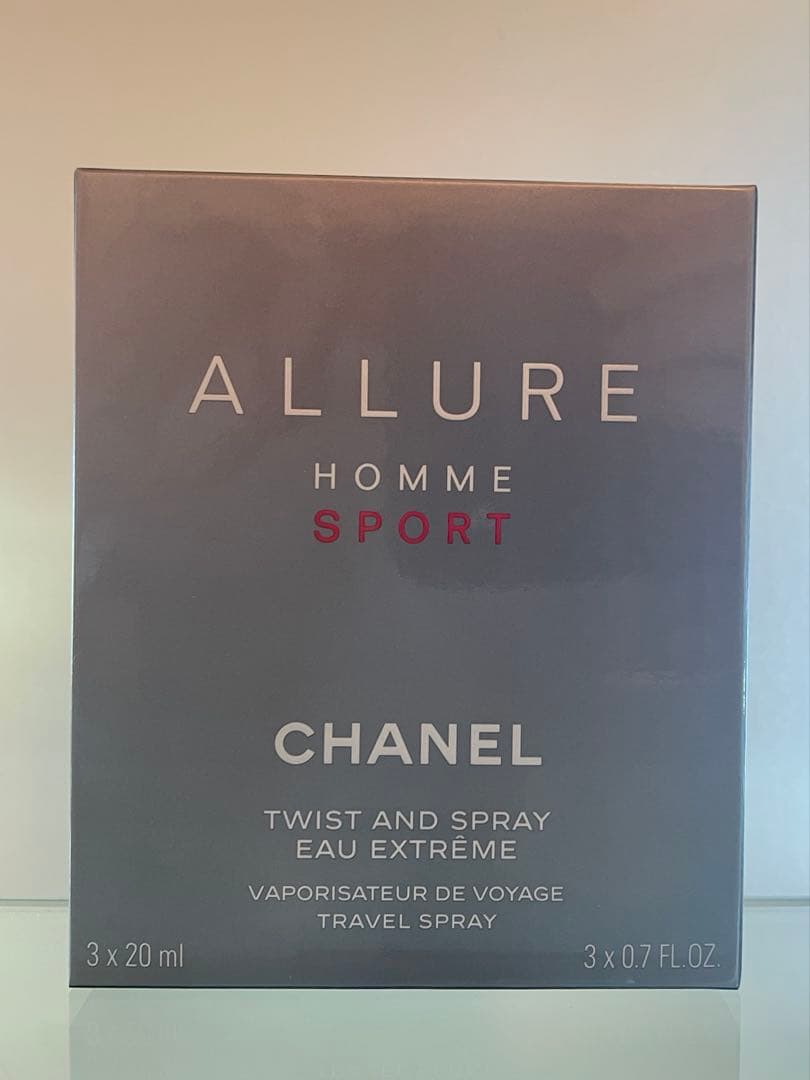 ALLURE
HOMME
SPORT
CHANEL
TWIST AND SPRAY
EAU EXTRÊME
VAPORISATEUR DE VOYAGE
TRAVEL SPRAY
3 x 20 ml
3 x 0.7 FL.OZ.